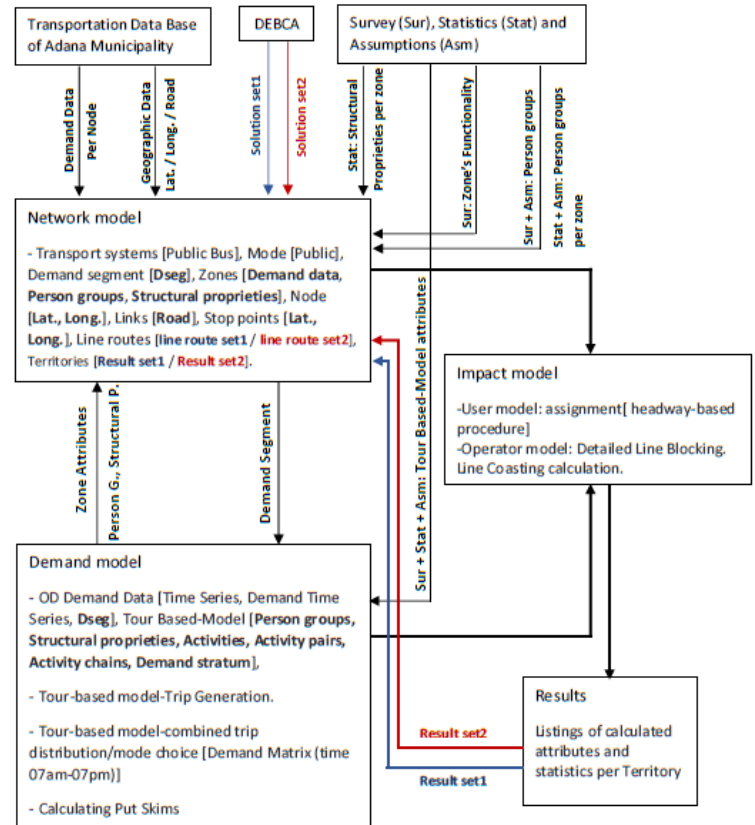 Transportation Data Base
of Adana Municipality
DEBCA
Survey (Sur), Statistics (Stat) and
Assumptions (Asm)
Demand Data
Per Node
Geographic Data
Lat. / Long. / Road
Solution set1
Solution set2
Stat: Structural
Proprieties per zone
Sur: Zone's Functionality
Sur + Asm: Person groups
Stat + Asm: Person groups
per zone
Network model
- Transport systems [Public Bus], Mode [Public],
Demand segment [Dseg], Zones [Demand data,
Person groups, Structural proprieties], Node
[Lat., Long.], Links [Road], Stop points [Lat.,
Long.], Line routes [line route set1 / line route set2],
Territories [Result set1 / Result set2].
Sur + Stat + Asm: Tour Based-Model attributes
Impact model
-User model: assignment[ headway-based
procedure]
-Operator model: Detailed Line Blocking.
Line Coasting calculation.
Zone Attributes
Person G., Structural P.
Demand Segment
Demand model
- OD Demand Data [Time Series, Demand Time
Series, Dseg], Tour Based-Model [Person groups,
Structural proprieties, Activities, Activity pairs,
Activity chains, Demand stratum],
- Tour-based model-Trip Generation.
- Tour-based model-combined trip
distribution/mode choice [Demand Matrix (time
07am-07pm)]
- Calculating Put Skims
Result set2
Result set1
Results
Listings of calculated
attributes and
statistics per Territory